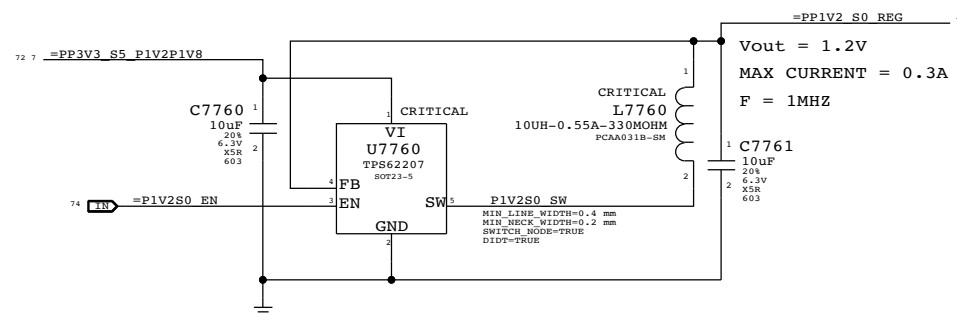 =PP1V2_S0_REG
72 7 =PP3V3_S5_P1V2P1V8
Vout = 1.2V
MAX CURRENT = 0.3A
F = 1MHZ
C7760
10uF
20%
6.3V
X5R
603
1
2
1
CRITICAL
VI
U7760
TPS62207
SOT23-5
4 FB
3 EN
SW 5
GND
2
74 IN =P1V2S0_EN
1
CRITICAL
L7760
10UH-0.55A-330MOHM
PCAA031B-SM
2
P1V2S0_SW
MIN_LINE_WIDTH=0.4 mm
MIN_NECK_WIDTH=0.2 mm
SWITCH_NODE=TRUE
DIDT=TRUE
1 C7761
10uF
20%
6.3V
2 X5R
603